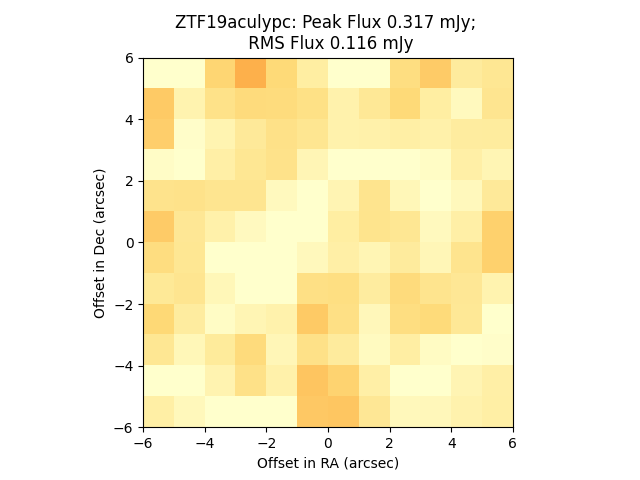 ZTF19aculypc: Peak Flux 0.317 mJy;
RMS Flux 0.116 mJy
6
4
2
0
−2
−4
−6
Offset in Dec (arcsec)
−6 −4 −2 0 2 4 6
Offset in RA (arcsec)